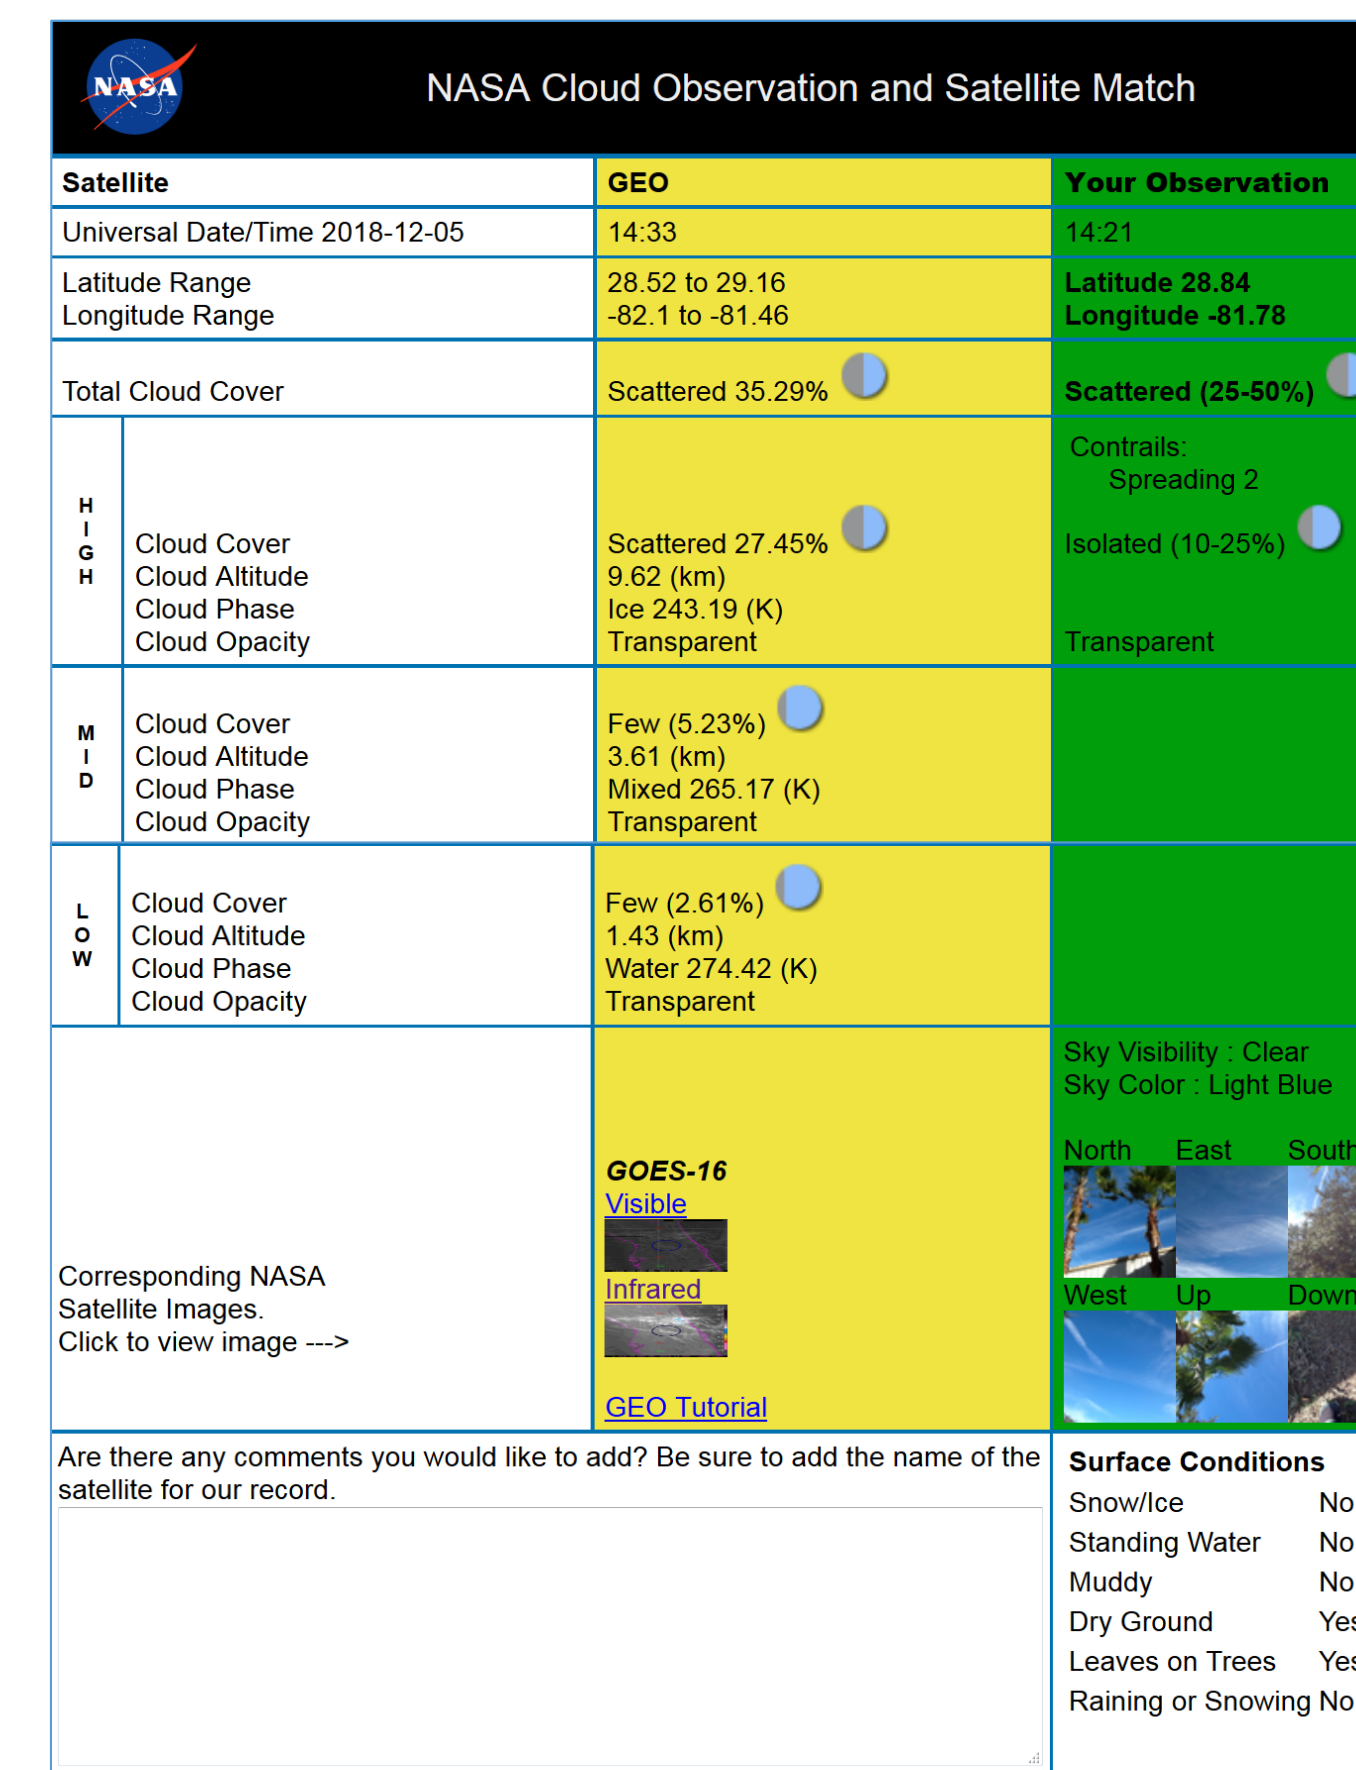 NASA
NASA Cloud Observation and Satellite Match
Satellite GEO Your Observation
Universal Date/Time 2018-12-05 14:33 14:21
Latitude Range 28.52 to 29.16 Latitude 28.84
Longitude Range -82.1 to -81.46 Longitude -81.78
Total Cloud Cover Scattered 35.29% Scattered (25-50%)
Contrails:
Spreading 2
HIGH
Cloud Cover Scattered 27.45% Isolated (10-25%)
Cloud Altitude 9.62 (km)
Cloud Phase Ice 243.19 (K)
Cloud Opacity Transparent Transparent
MID
Cloud Cover Few (5.23%)
Cloud Altitude 3.61 (km)
Cloud Phase Mixed 265.17 (K)
Cloud Opacity Transparent
LOW
Cloud Cover Few (2.61%)
Cloud Altitude 1.43 (km)
Cloud Phase Water 274.42 (K)
Cloud Opacity Transparent
Corresponding NASA
Satellite Images.
Click to view image --->
GOES-16
Visible
Infrared
GEO Tutorial
Sky Visibility : Clear
Sky Color : Light Blue
North East South
West Up Down
Are there any comments you would like to add? Be sure to add the name of the
satellite for our record.
Surface Conditions
Snow/Ice No
Standing Water No
Muddy No
Dry Ground Yes
Leaves on Trees Yes
Raining or Snowing No